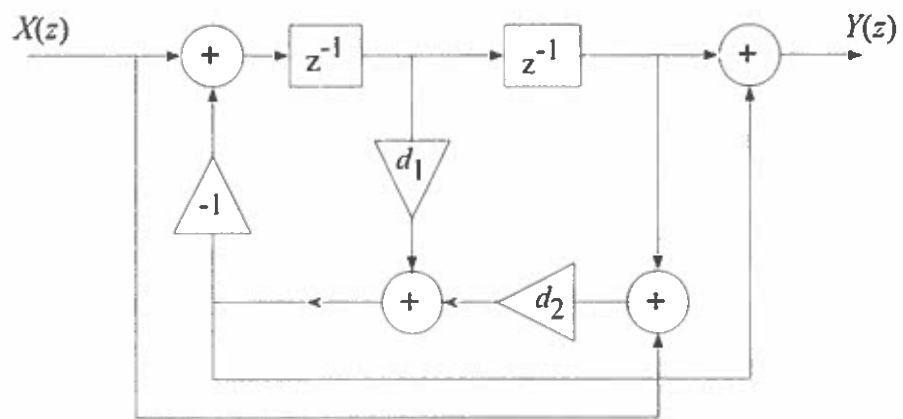 X(z) Y(z)
+ z⁻¹ z⁻¹ +
d₁
-1
+ d₂ +